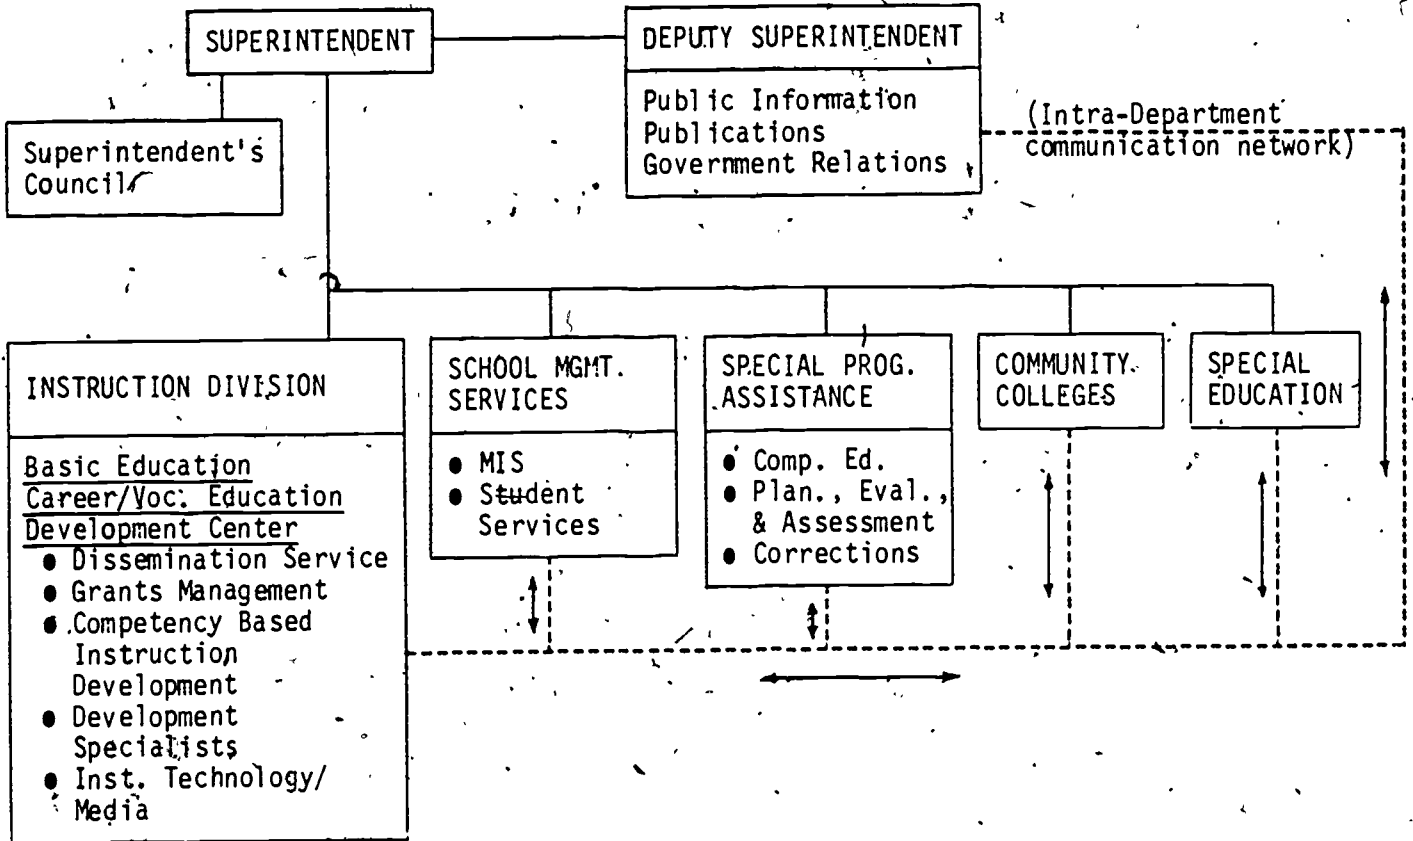 SUPERINTENDENT
DEPUTY SUPERINTENDENT
Public Information
Publications
Government Relations
(Intra-Department
communication network)
Superintendent's
Council
INSTRUCTION DIVISION
Basic Education
Career/Voc. Education
Development Center
● Dissemination Service
● Grants Management
● Competency Based
Instruction
Development
● Development
Specialists
● Inst. Technology/
Media
SCHOOL MGMT.
SERVICES
● MIS
● Student
Services
SPECIAL PROG.
ASSISTANCE
● Comp. Ed.
● Plan., Eval.,
& Assessment
● Corrections
COMMUNITY
COLLEGES
SPECIAL
EDUCATION